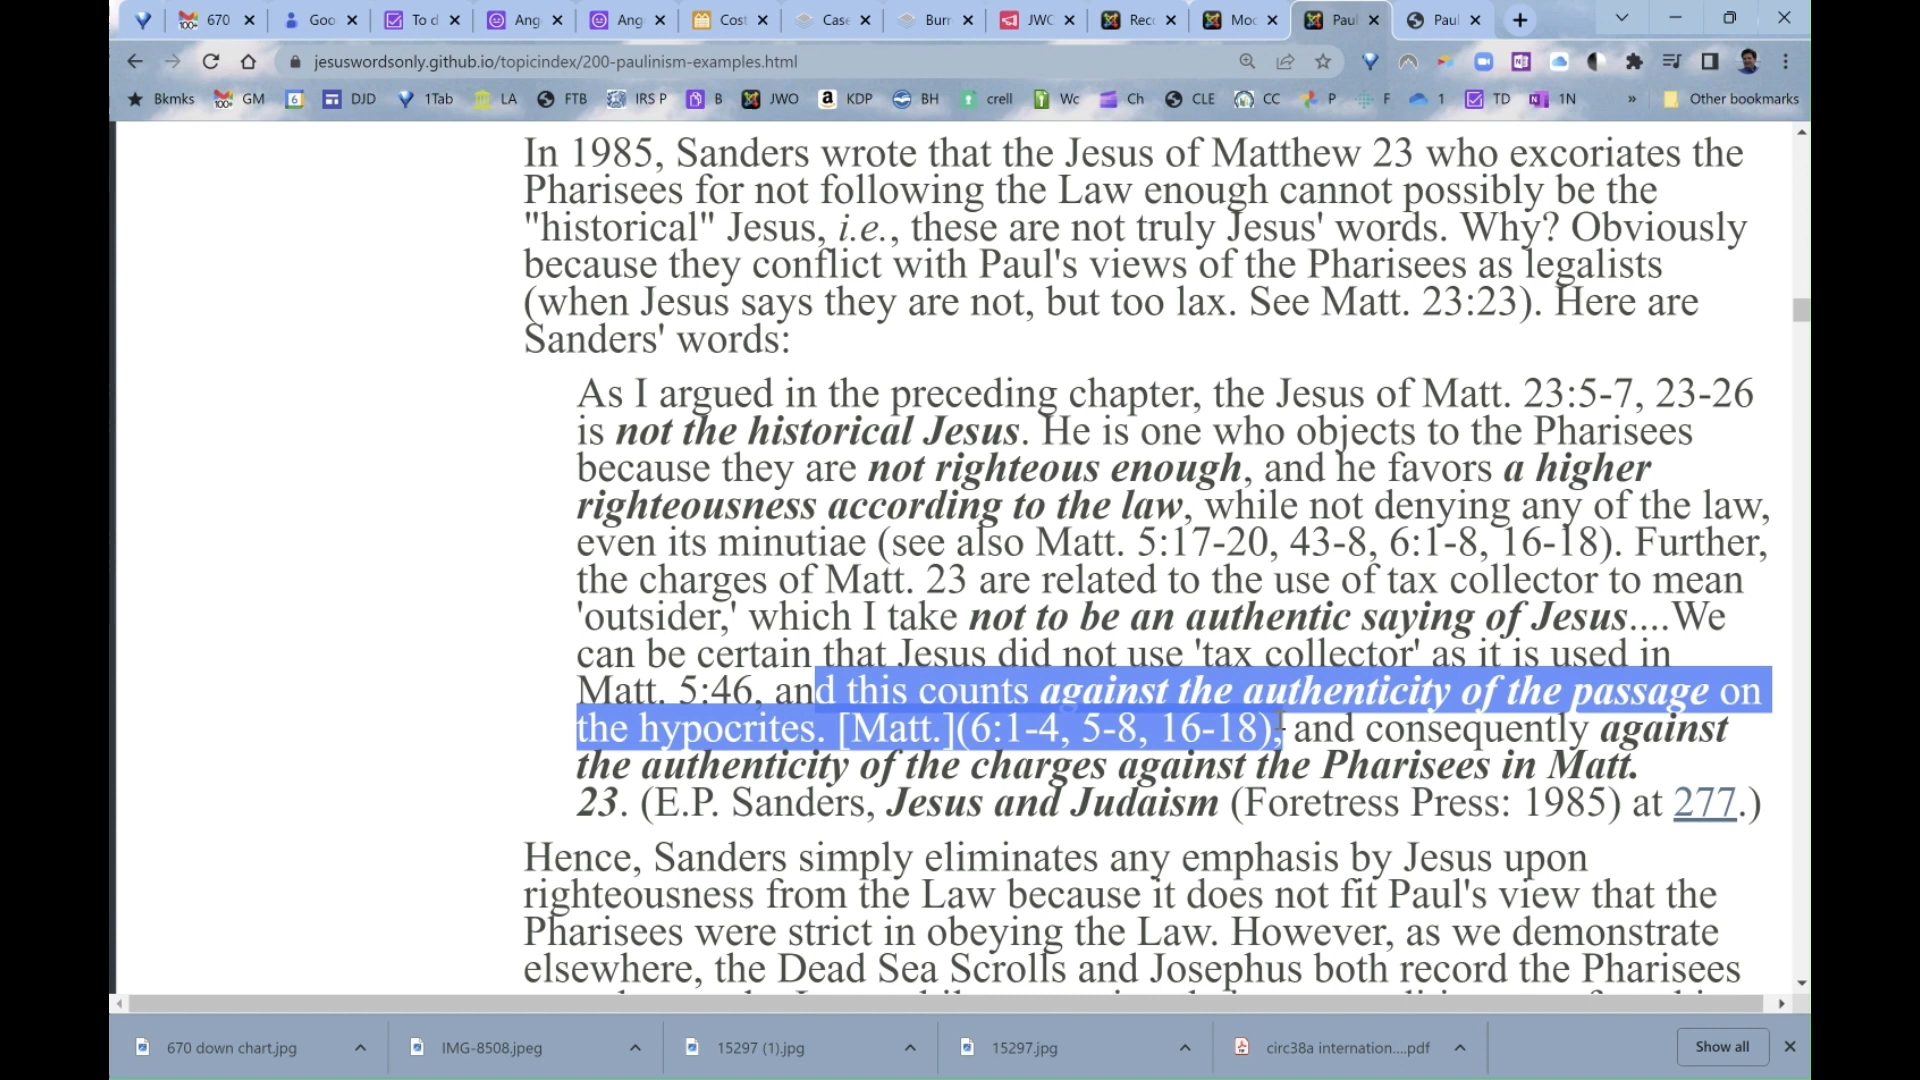 670
Goo
To d
Ang
Ang
Cost
Case
Burn
JWC
Rec
Moc
Paul
Paul
jesuswordsonly.github.io/topicindex/200-paulinism-examples.html
Bkmks GM DJD 1Tab LA FTB IRS P B JWO KDP BH crell Wc Ch CLE CC P F 1 TD 1N » Other bookmarks
In 1985, Sanders wrote that the Jesus of Matthew 23 who excoriates the
Pharisees for not following the Law enough cannot possibly be the
"historical" Jesus, i.e., these are not truly Jesus' words. Why? Obviously
because they conflict with Paul's views of the Pharisees as legalists
(when Jesus says they are not, but too lax. See Matt. 23:23). Here are
Sanders' words:
As I argued in the preceding chapter, the Jesus of Matt. 23:5-7, 23-26
is not the historical Jesus. He is one who objects to the Pharisees
because they are not righteous enough, and he favors a higher
righteousness according to the law, while not denying any of the law,
even its minutiae (see also Matt. 5:17-20, 43-8, 6:1-8, 16-18). Further,
the charges of Matt. 23 are related to the use of tax collector to mean
'outsider,' which I take not to be an authentic saying of Jesus....We
can be certain that Jesus did not use 'tax collector' as it is used in
Matt. 5:46, and this counts against the authenticity of the passage on
the hypocrites. [Matt.](6:1-4, 5-8, 16-18), and consequently against
the authenticity of the charges against the Pharisees in Matt.
23. (E.P. Sanders, Jesus and Judaism (Foretress Press: 1985) at 277.)
Hence, Sanders simply eliminates any emphasis by Jesus upon
righteousness from the Law because it does not fit Paul's view that the
Pharisees were strict in obeying the Law. However, as we demonstrate
elsewhere, the Dead Sea Scrolls and Josephus both record the Pharisees
670 down chart.jpg
IMG-8508.jpeg
15297 (1).jpg
15297.jpg
circ38a internation....pdf
Show all